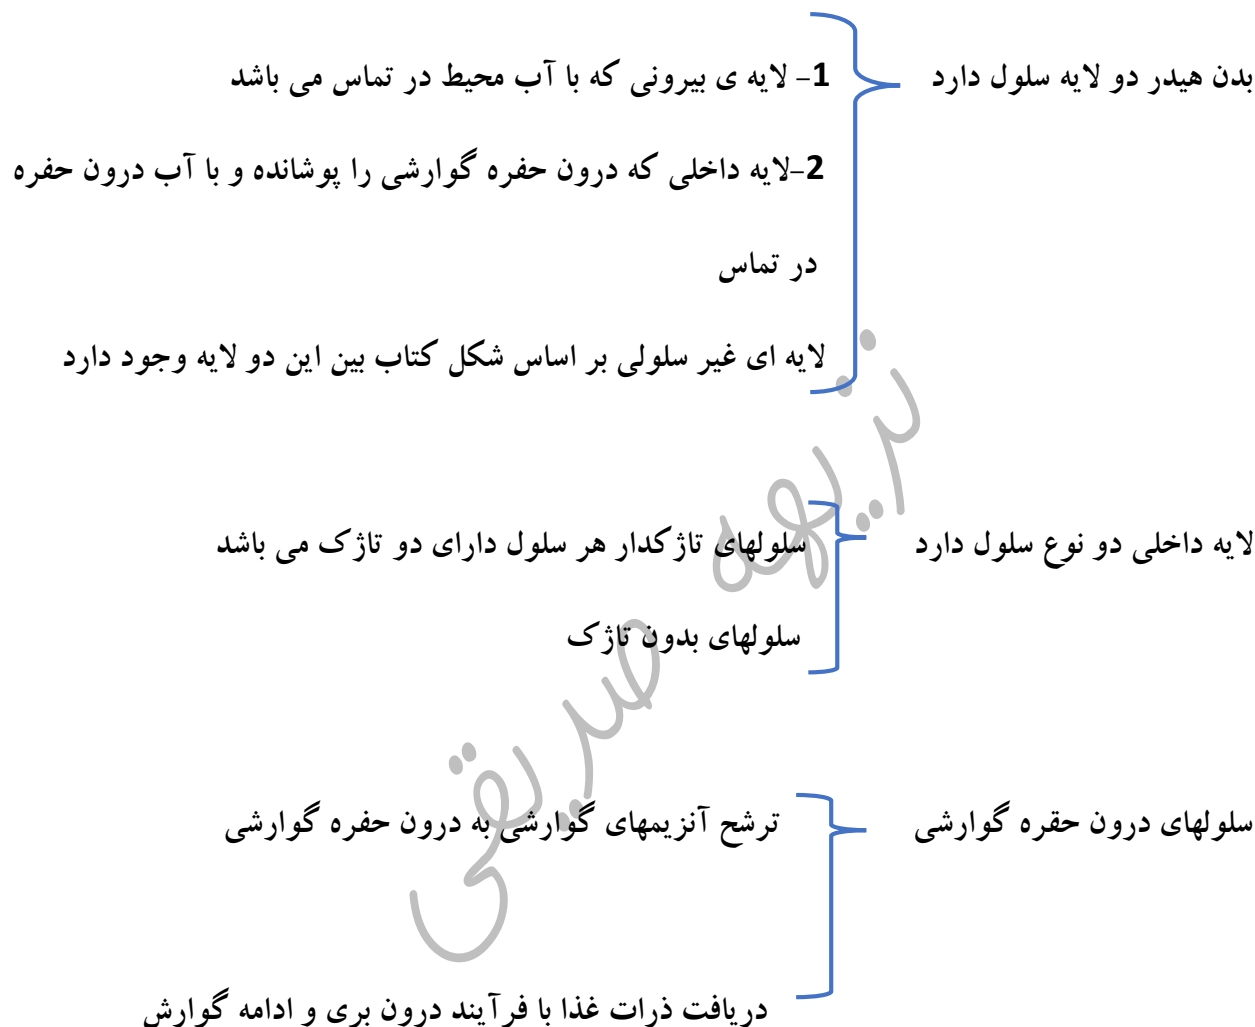 بدن هیدر دو لایه سلول دارد 1- لایه ی بیرونی که با آب محیط در تماس می باشد
2-لایه داخلی که درون حفره گوارشی را پوشانده و با آب درون حفره
در تماس
لایه ای غیر سلولی بر اساس شکل کتاب بین این دو لایه وجود دارد
لایه داخلی دو نوع سلول دارد سلولهای تاژکدار هر سلول دارای دو تاژک می باشد
سلولهای بدون تاژک
سلولهای درون حقره گوارشی ترشح آنزیمهای گوارشی به درون حفره گوارشی
دریافت ذرات غذا با فرآیند درون بری و ادامه گوارش
نزیهه صدیقی